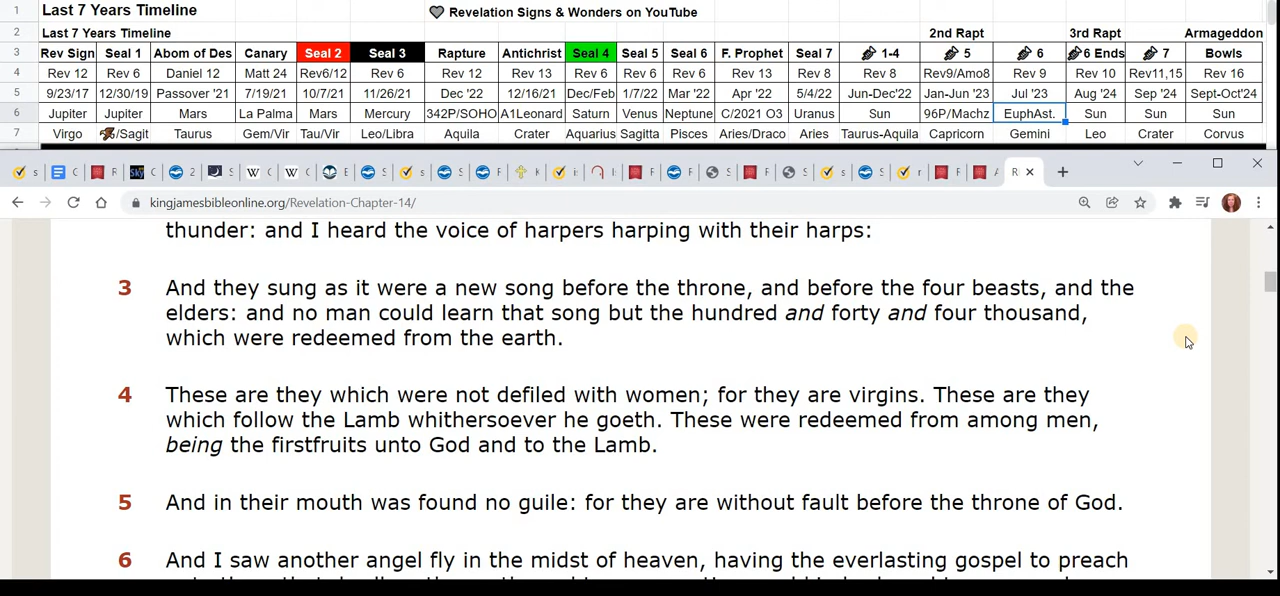 1 Last 7 Years Timeline Revelation Signs & Wonders on YouTube
2 Last 7 Years Timeline 2nd Rapt 3rd Rapt Armageddon
3 Rev Sign Seal 1 Abom of Des Canary Seal 2 Seal 3 Rapture Antichrist Seal 4 Seal 5 Seal 6 F. Prophet Seal 7 1-4 5 6 6 Ends 7 Bowls
4 Rev 12 Rev 6 Daniel 12 Matt 24 Rev6/12 Rev 6 Rev 12 Rev 13 Rev 6 Rev 6 Rev 6 Rev 13 Rev 8 Rev 8 Rev9/Amo8 Rev 9 Rev 10 Rev11,15 Rev 16
5 9/23/17 12/30/19 Passover '21 7/19/21 10/7/21 11/26/21 Dec '22 12/16/21 Dec/Feb 1/7/22 Mar '22 Apr '22 5/4/22 Jun-Dec'22 Jan-Jun '23 Jul '23 Aug '24 Sep '24 Sept-Oct'24
6 Jupiter Jupiter Mars La Palma Mars Mercury 342P/SOHO A1Leonard Saturn Venus Neptune C/2021 O3 Uranus Sun 96P/Machz EuphAst. Sun Sun Sun
7 Virgo /Sagit Taurus Gem/Vir Tau/Vir Leo/Libra Aquila Crater Aquarius Sagitta Pisces Aries/Draco Aries Taurus-Aquila Capricorn Gemini Leo Crater Corvus
kingjamesbibleonline.org/Revelation-Chapter-14/
thunder: and I heard the voice of harpers harping with their harps:
3 And they sung as it were a new song before the throne, and before the four beasts, and the
elders: and no man could learn that song but the hundred and forty and four thousand,
which were redeemed from the earth.
4 These are they which were not defiled with women; for they are virgins. These are they
which follow the Lamb whithersoever he goeth. These were redeemed from among men,
being the firstfruits unto God and to the Lamb.
5 And in their mouth was found no guile: for they are without fault before the throne of God.
6 And I saw another angel fly in the midst of heaven, having the everlasting gospel to preach